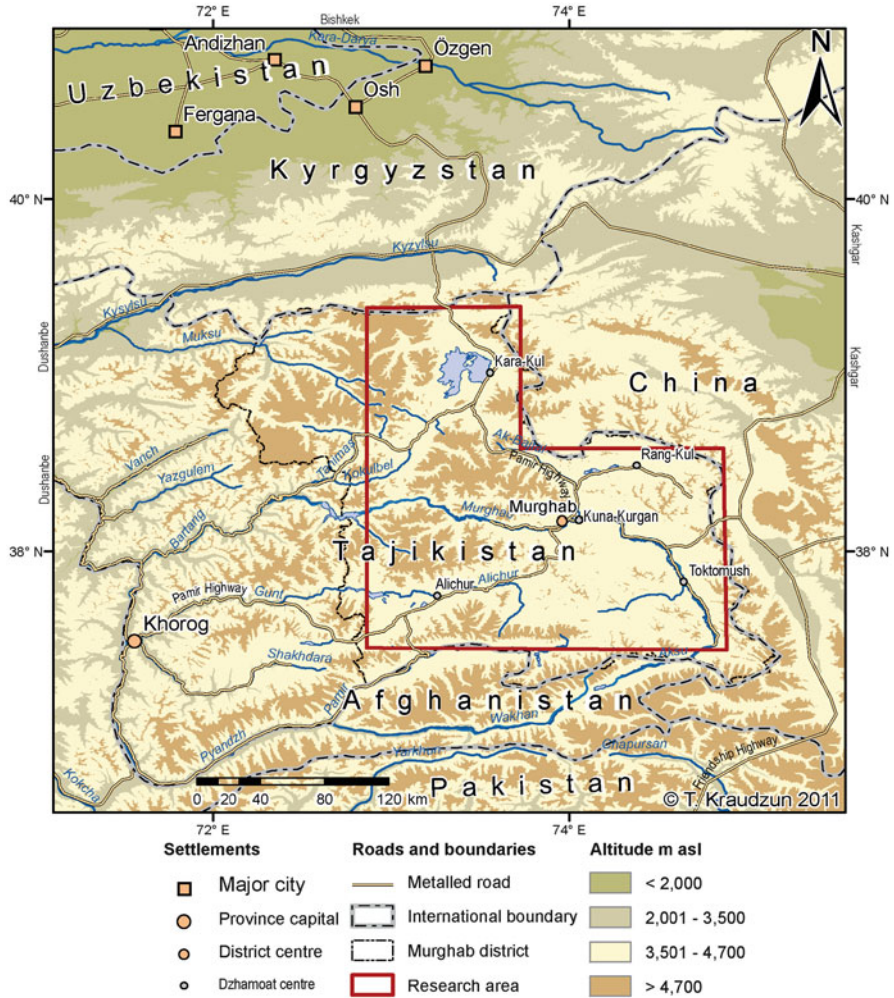 72° E
Bishkek
74° E
Andizhan
Kara-Darya
Özgen
N
Uzbekistan
Osh
Fergana
Kyrgyzstan
40° N
40° N
Kashgar
Kyzylsu
Kysylsu
Dushanbe
Muksu
Kara-Kul
China
Kashgar
Vanch
Yazgulem
Tanimas
Kokulbel
Ak-Baital
Pamir Highway
Rang-Kul
Dushanbe
Bartang
Murghab
Murghab
Kuna-Kurgan
38° N
38° N
Tajikistan
Pamir Highway
Gunt
Alichur
Alichur
Toktomush
Khorog
Shakhdara
Aksu
Pamir
Afghanistan
Wakhan
Pyandzh
Yarkhun
Chapursan
Friendship Highway
Kokcha
Pakistan
0 20 40 80 120 km
© T. Kraudzun 2011
72° E
74° E
Settlements
Major city
Province capital
District centre
Dzhamoat centre
Roads and boundaries
Metalled road
International boundary
Murghab district
Research area
Altitude m asl
< 2,000
2,001 - 3,500
3,501 - 4,700
> 4,700